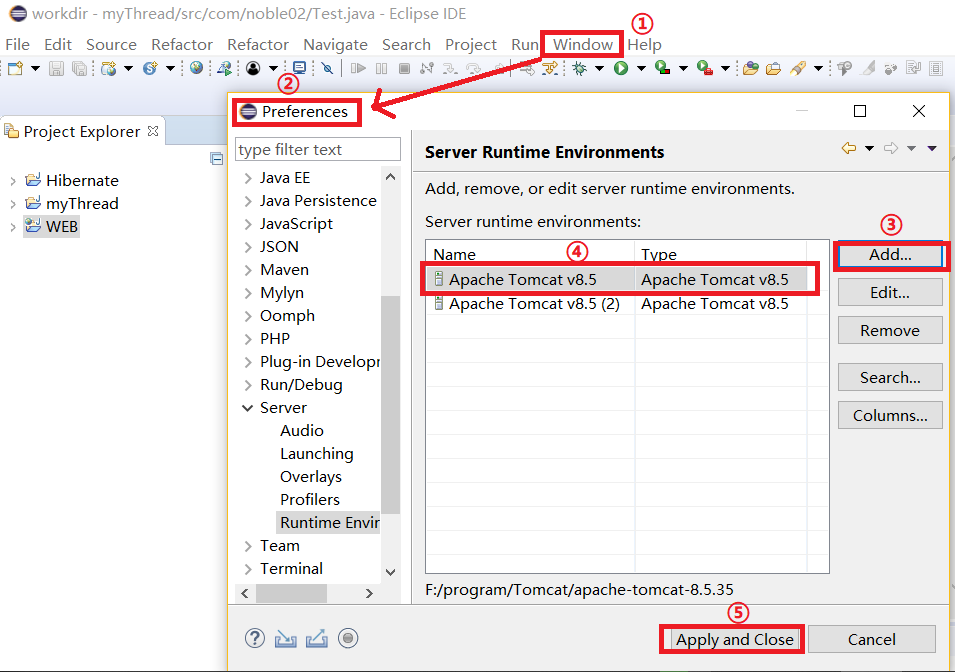 workdir - myThread/src/com/noble02/Test.java - Eclipse IDE
①
File Edit Source Refactor Refactor Navigate Search Project Run Window Help
②
Preferences
Project Explorer
type filter text
Server Runtime Environments
Hibernate
myThread
WEB
Java EE
Java Persistence
JavaScript
JSON
Maven
Mylyn
Oomph
PHP
Plug-in Develop
Run/Debug
Server
Audio
Launching
Overlays
Profilers
Runtime Envir
Team
Terminal
Add, remove, or edit server runtime environments.
Server runtime environments:
③
Name ④ Type
Apache Tomcat v8.5 Apache Tomcat v8.5
Apache Tomcat v8.5 (2) Apache Tomcat v8.5
Add...
Edit...
Remove
Search...
Columns...
F:/program/Tomcat/apache-tomcat-8.5.35
⑤
Apply and Close Cancel